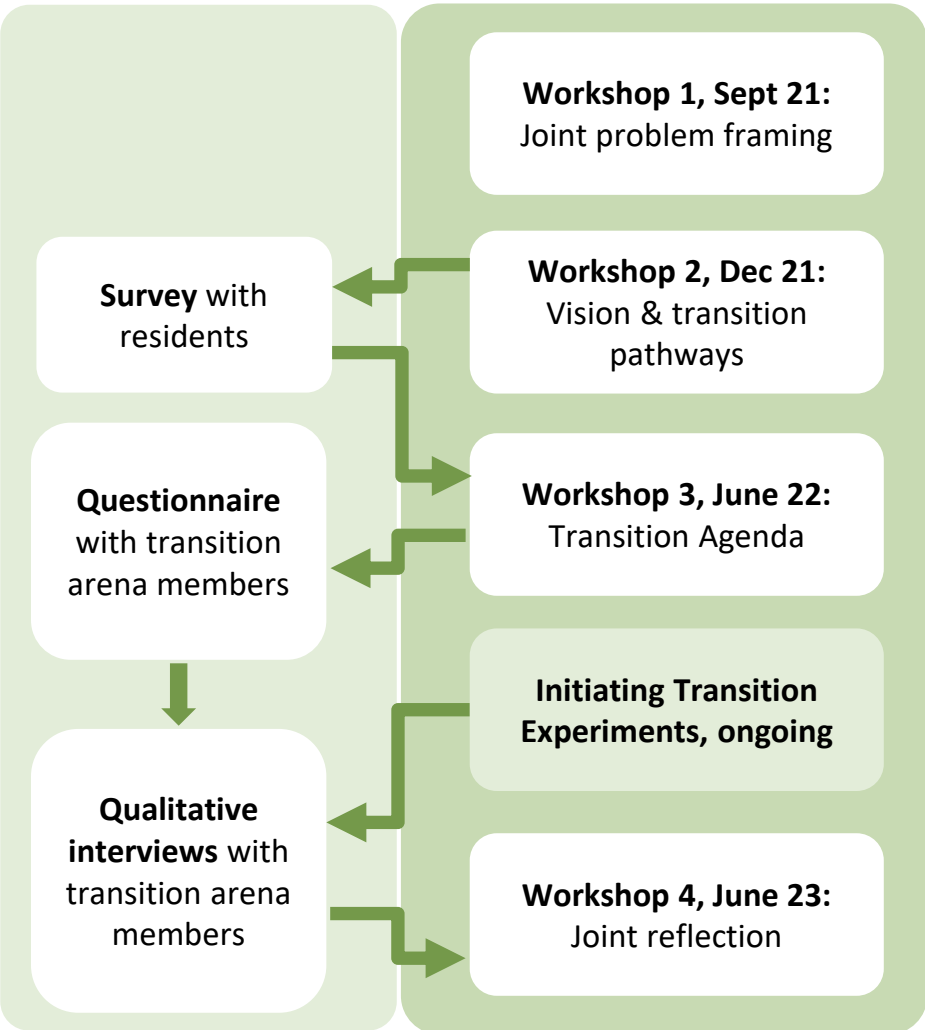 Workshop 1, Sept 21:
Joint problem framing
Survey with
residents
Workshop 2, Dec 21:
Vision & transition
pathways
Questionnaire
with transition
arena members
Workshop 3, June 22:
Transition Agenda
Initiating Transition
Experiments, ongoing
Qualitative
interviews with
transition arena
members
Workshop 4, June 23:
Joint reflection